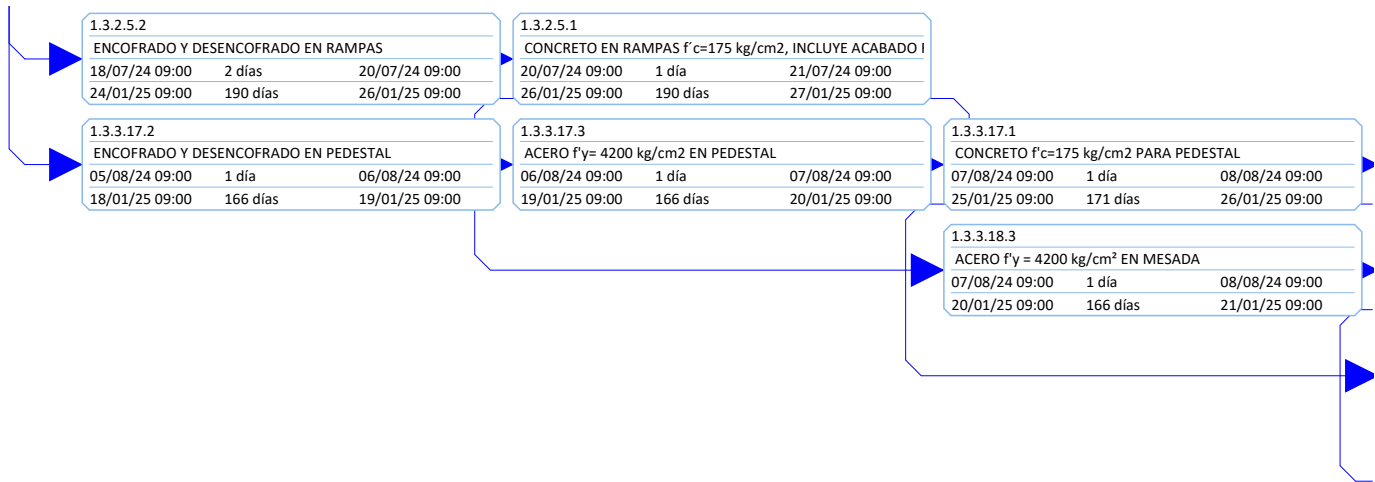 1.3.2.5.2
ENCOFRADO Y DESENCOFRADO EN RAMPAS
18/07/24 09:00 2 días 20/07/24 09:00
24/01/25 09:00 190 días 26/01/25 09:00
1.3.2.5.1
CONCRETO EN RAMPAS f´c=175 kg/cm2, INCLUYE ACABADO
20/07/24 09:00 1 día 21/07/24 09:00
26/01/25 09:00 190 días 27/01/25 09:00
1.3.3.17.2
ENCOFRADO Y DESENCOFRADO EN PEDESTAL
05/08/24 09:00 1 día 06/08/24 09:00
18/01/25 09:00 166 días 19/01/25 09:00
1.3.3.17.3
ACERO f'y= 4200 kg/cm2 EN PEDESTAL
06/08/24 09:00 1 día 07/08/24 09:00
19/01/25 09:00 166 días 20/01/25 09:00
1.3.3.17.1
CONCRETO f'c=175 kg/cm2 PARA PEDESTAL
07/08/24 09:00 1 día 08/08/24 09:00
25/01/25 09:00 171 días 26/01/25 09:00
1.3.3.18.3
ACERO f'y = 4200 kg/cm² EN MESADA
07/08/24 09:00 1 día 08/08/24 09:00
20/01/25 09:00 166 días 21/01/25 09:00